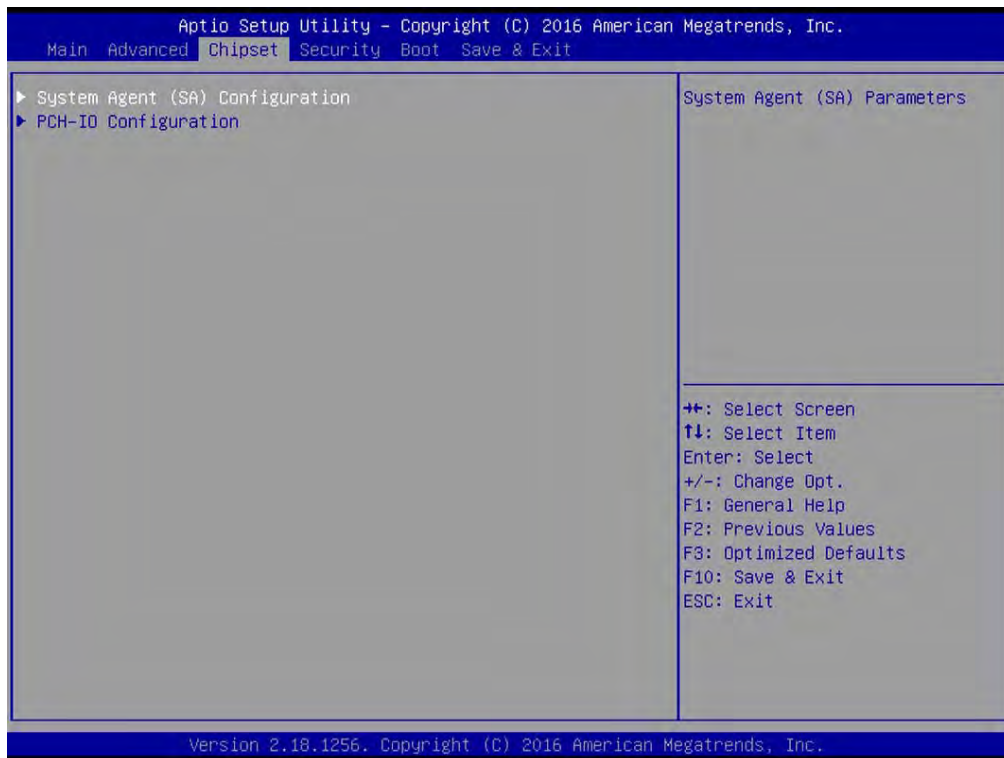 Aptio Setup Utility – Copyright (C) 2016 American Megatrends, Inc.
Main Advanced Chipset Security Boot Save & Exit
▶ System Agent (SA) Configuration
▶ PCH-IO Configuration
System Agent (SA) Parameters
→←: Select Screen
↑↓: Select Item
Enter: Select
+/-: Change Opt.
F1: General Help
F2: Previous Values
F3: Optimized Defaults
F10: Save & Exit
ESC: Exit
Version 2.18.1256. Copyright (C) 2016 American Megatrends, Inc.